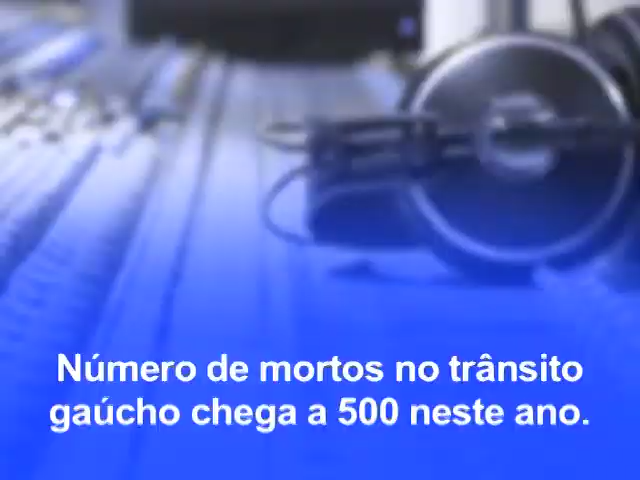 Número de mortos no trânsito
gaúcho chega a 500 neste ano.